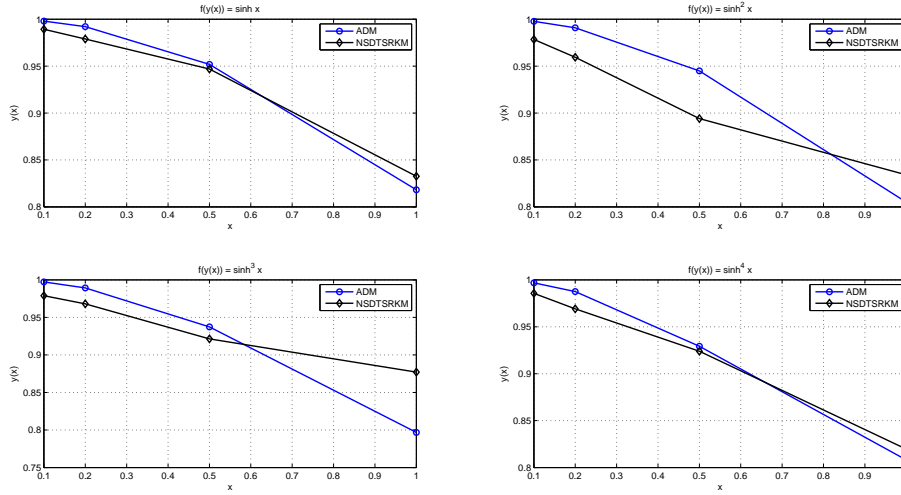 f(y(x)) = sinh x
1
0.95
0.9
0.85
0.8
y(x)
0.1 0.2 0.3 0.4 0.5 0.6 0.7 0.8 0.9 1
x
ADM
NSDTSRKM
f(y(x)) = sinh² x
1
0.95
0.9
0.85
0.8
y(x)
0.1 0.2 0.3 0.4 0.5 0.6 0.7 0.8 0.9
x
ADM
NSDTSRKM
f(y(x)) = sinh³ x
1
0.95
0.9
0.85
0.8
0.75
y(x)
0.1 0.2 0.3 0.4 0.5 0.6 0.7 0.8 0.9 1
x
ADM
NSDTSRKM
f(y(x)) = sinh⁴ x
1
0.95
0.9
0.85
0.8
y(x)
0.1 0.2 0.3 0.4 0.5 0.6 0.7 0.8 0.9
x
ADM
NSDTSRKM